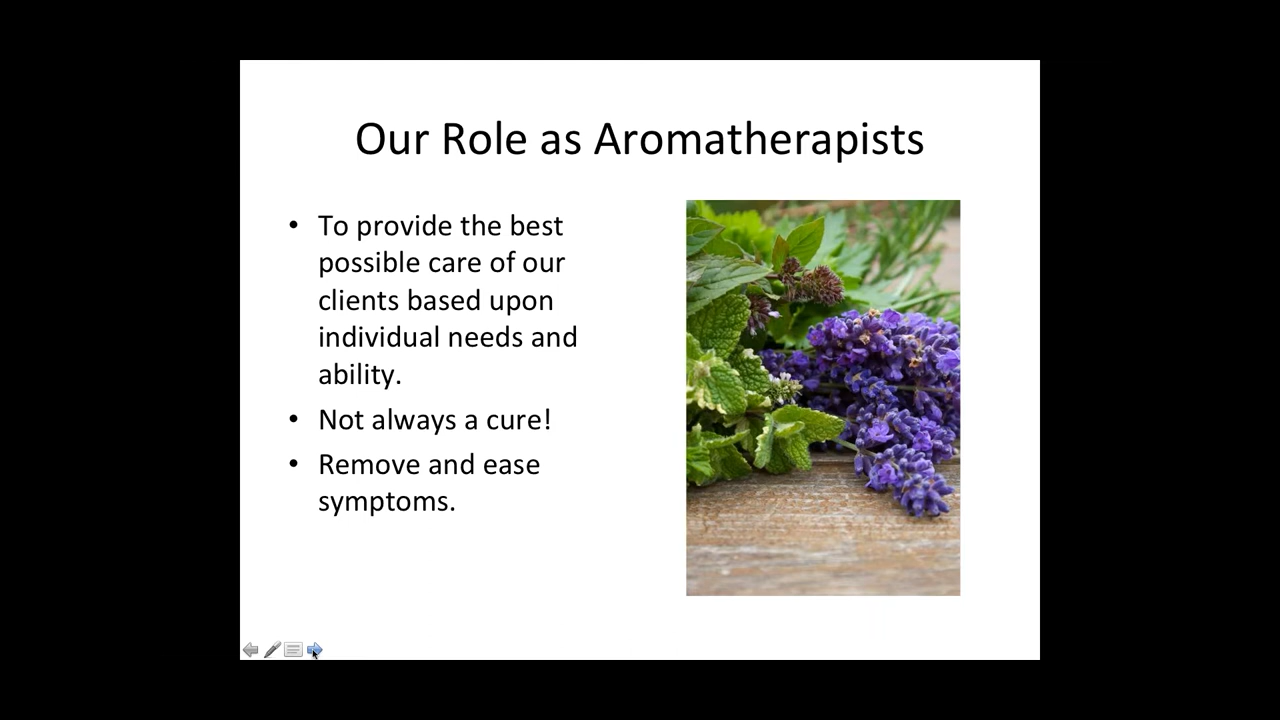 Our Role as Aromatherapists
• To provide the best
possible care of our
clients based upon
individual needs and
ability.
• Not always a cure!
• Remove and ease
symptoms.